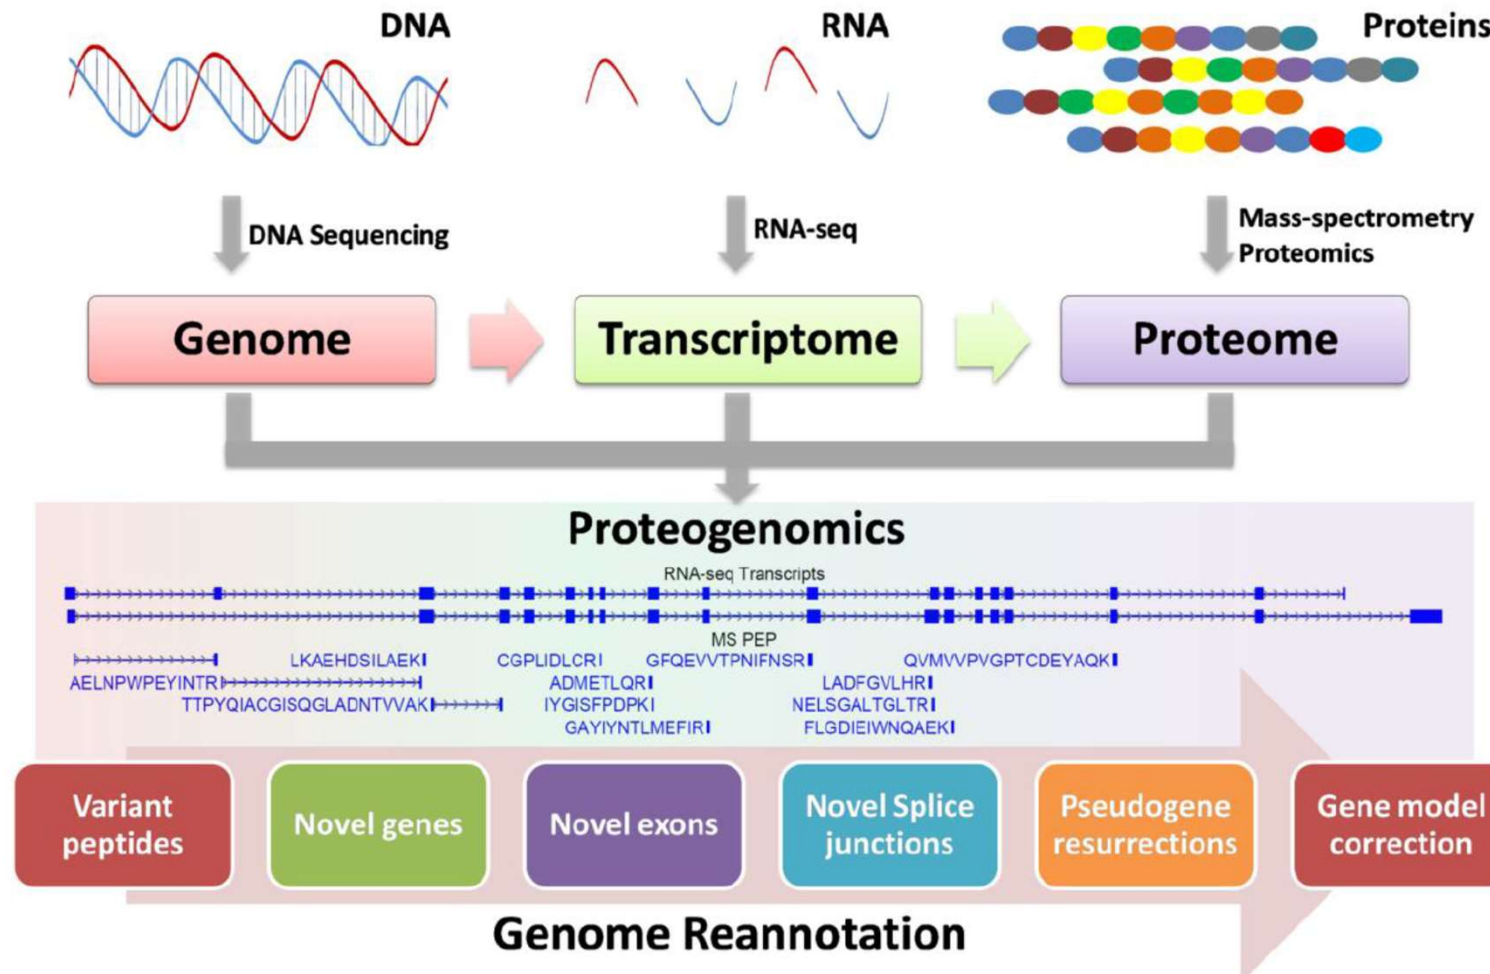 DNA
RNA
Proteins
DNA Sequencing
RNA-seq
Mass-spectrometry
Proteomics
Genome
Transcriptome
Proteome
Proteogenomics
RNA-seq Transcripts
MS PEP
LKAEHDSILAEK
CGPLIDLCR
GFQEVVTPNIFNSR
QVMVVPVGPTCDEYAQK
AELNPWPEYINTR
ADMETLQR
LADFGVLHR
TTPYQIACGISQGLADNTVVAK
IYGISFPDPK
NELSGALTGLTR
GAYIYNTLMEFIR
FLGDIEIWNQAEK
Variant
peptides
Novel genes
Novel exons
Novel Splice
junctions
Pseudogene
resurrections
Gene model
correction
Genome Reannotation